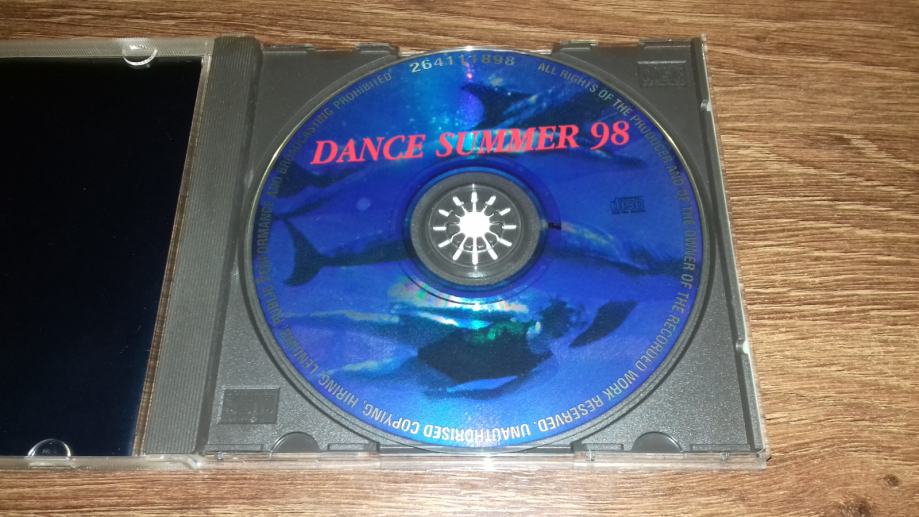 264111898
DANCE SUMMER 98
ALL RIGHTS OF THE PRODUCER AND OF THE OWNER OF THE RECORDED WORK RESERVED. UNAUTHORISED COPYING, HIRING, LENDING, PUBLIC PERFORMANCE AND BROADCASTING PROHIBITED